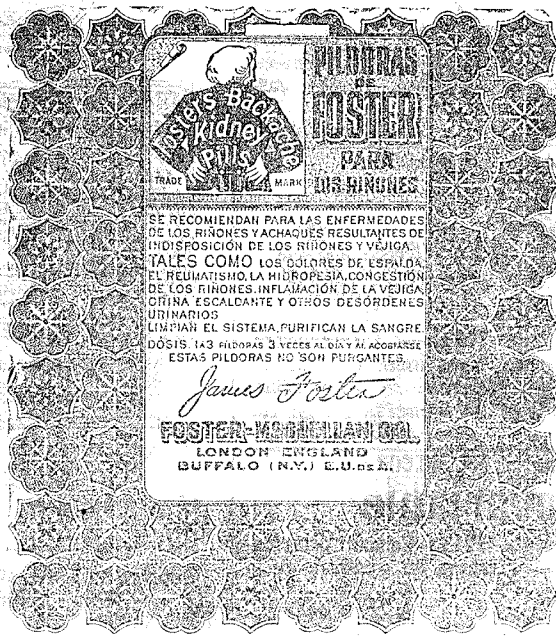 Foster's Backache
Kidney
Pills
TRADE MARK
PILDORAS
DE
FOSTER
PARA
LOS RIÑONES
SE RECOMIENDAN PARA LAS ENFERMEDADES
DE LOS RIÑONES Y ACHAQUES RESULTANTES DE
INDISPOSICIÓN DE LOS RIÑONES Y VEJIGA.
TALES COMO LOS DOLORES DE ESPALDA,
EL REUMATISMO, LA HIDROPESIA, CONGESTIÓN
DE LOS RIÑONES, INFLAMACIÓN DE LA VEJIGA,
ORINA ESCALDANTE Y OTROS DESÓRDENES
URINARIOS
LIMPIAN EL SISTEMA, PURIFICAN LA SANGRE.
DÓSIS. 1 A 3 PILDORAS 3 VECES AL DIA Y AL ACOSTARSE
ESTAS PILDORAS NO SON PURGANTES.
James Foster
FOSTER-McCLELLAN CO.
LONDON ENGLAND
BUFFALO (N.Y.) E.U. DE A.